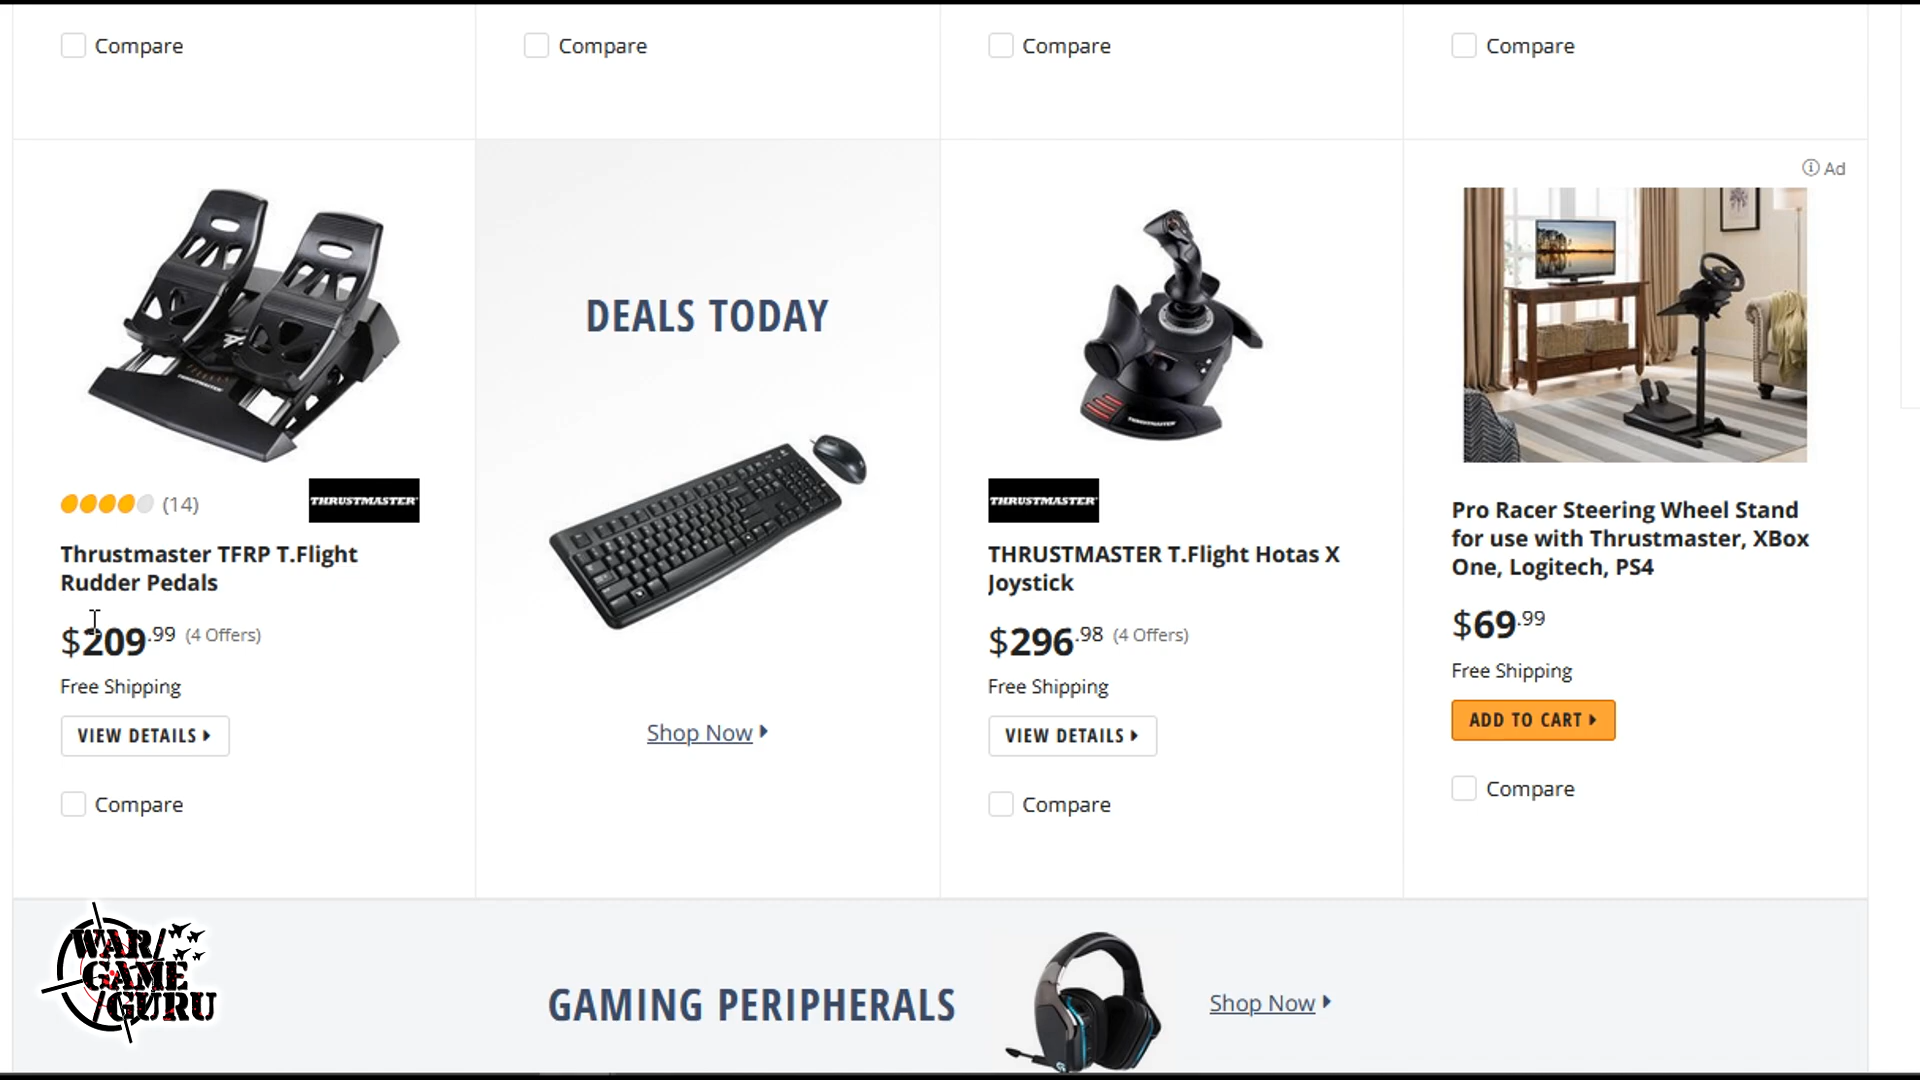 Compare
Compare
Compare
Compare
Ad
DEALS TODAY
Shop Now
THRUSTMASTER
(14)
THRUSTMASTER
Thrustmaster TFRP T.Flight
Rudder Pedals
$209.99 (4 Offers)
Free Shipping
VIEW DETAILS
Compare
THRUSTMASTER
THRUSTMASTER
THRUSTMASTER T.Flight Hotas X
Joystick
$296.98 (4 Offers)
Free Shipping
VIEW DETAILS
Compare
Pro Racer Steering Wheel Stand
for use with Thrustmaster, XBox
One, Logitech, PS4
$69.99
Free Shipping
ADD TO CART
Compare
WAR/
GAME
/GURU
GAMING PERIPHERALS
Shop Now